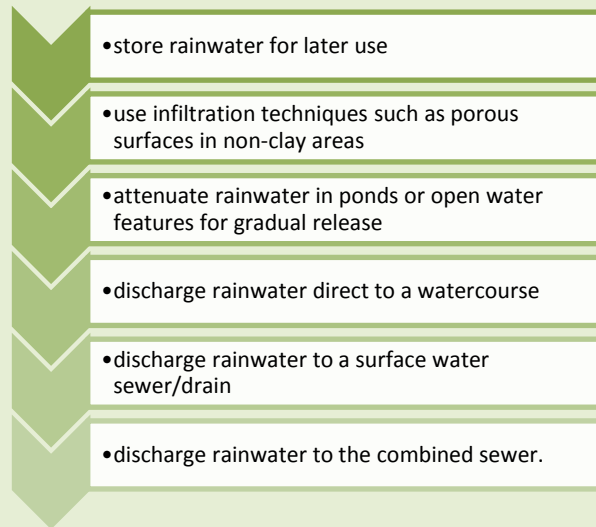 •store rainwater for later use
•use infiltration techniques such as porous
surfaces in non-clay areas
•attenuate rainwater in ponds or open water
features for gradual release
•discharge rainwater direct to a watercourse
•discharge rainwater to a surface water
sewer/drain
•discharge rainwater to the combined sewer.